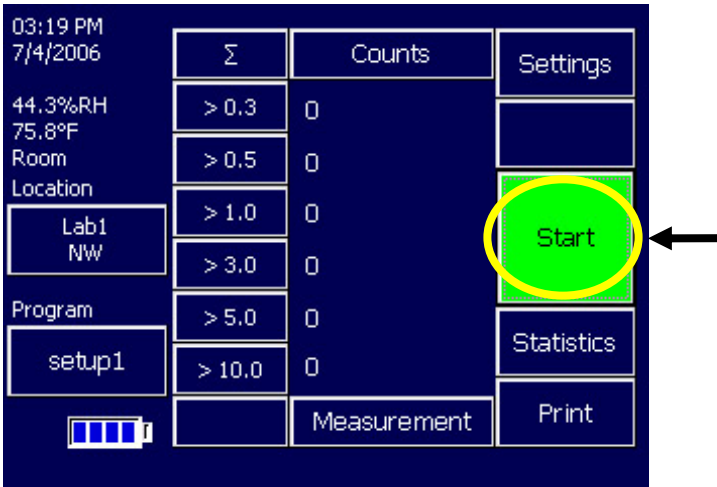 03:19 PM
7/4/2006
44.3%RH
75.8°F
Room
Location
Lab1
NW
Program
setup1
Σ
> 0.3
> 0.5
> 1.0
> 3.0
> 5.0
> 10.0
Counts
0
0
0
0
0
0
Measurement
Settings
Start
Statistics
Print